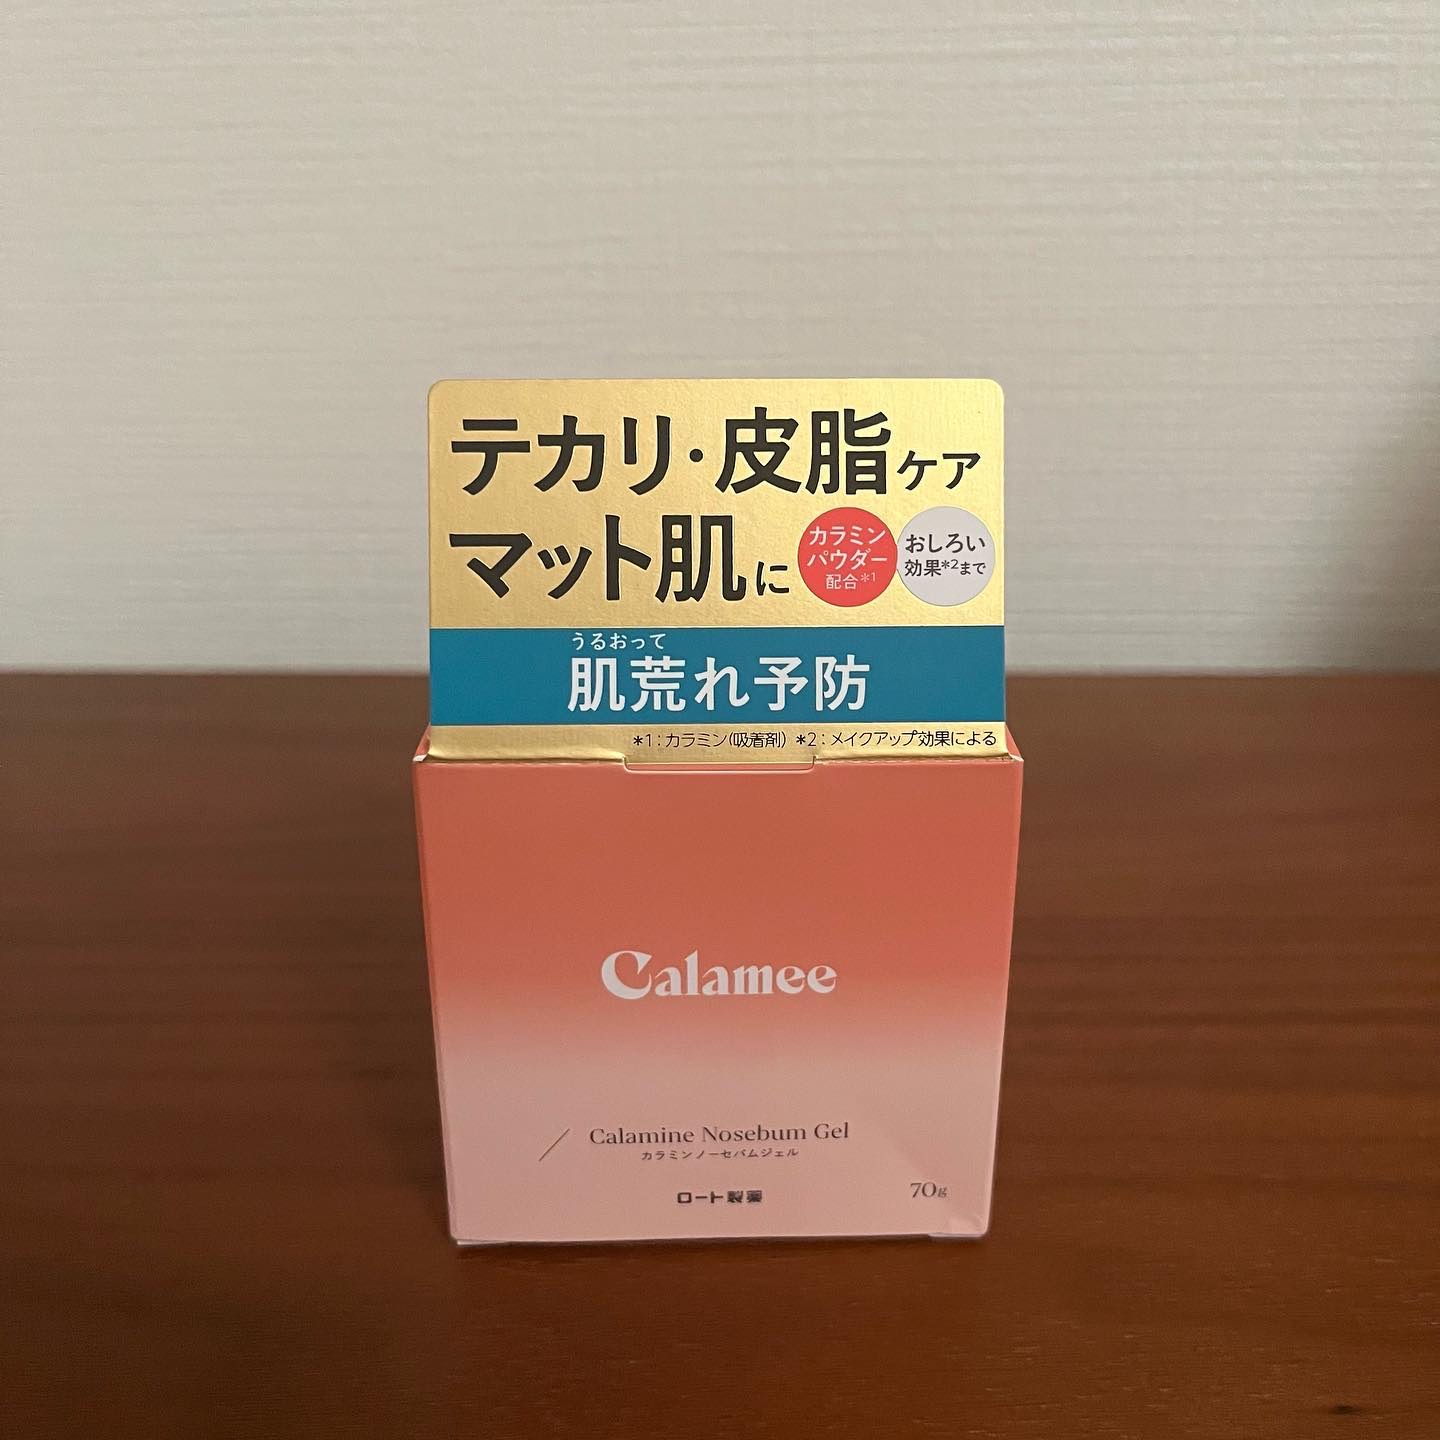 テカリ・皮脂ケア
マット肌に
カラミン
パウダー
配合*1
おしろい
効果*2まで
うるおって
肌荒れ予防
*1:カラミン(吸着剤) *2:メイクアップ効果による
Calamee
Calamine Nosebum Gel
カラミンノーセバムジェル
ロート製薬
70g